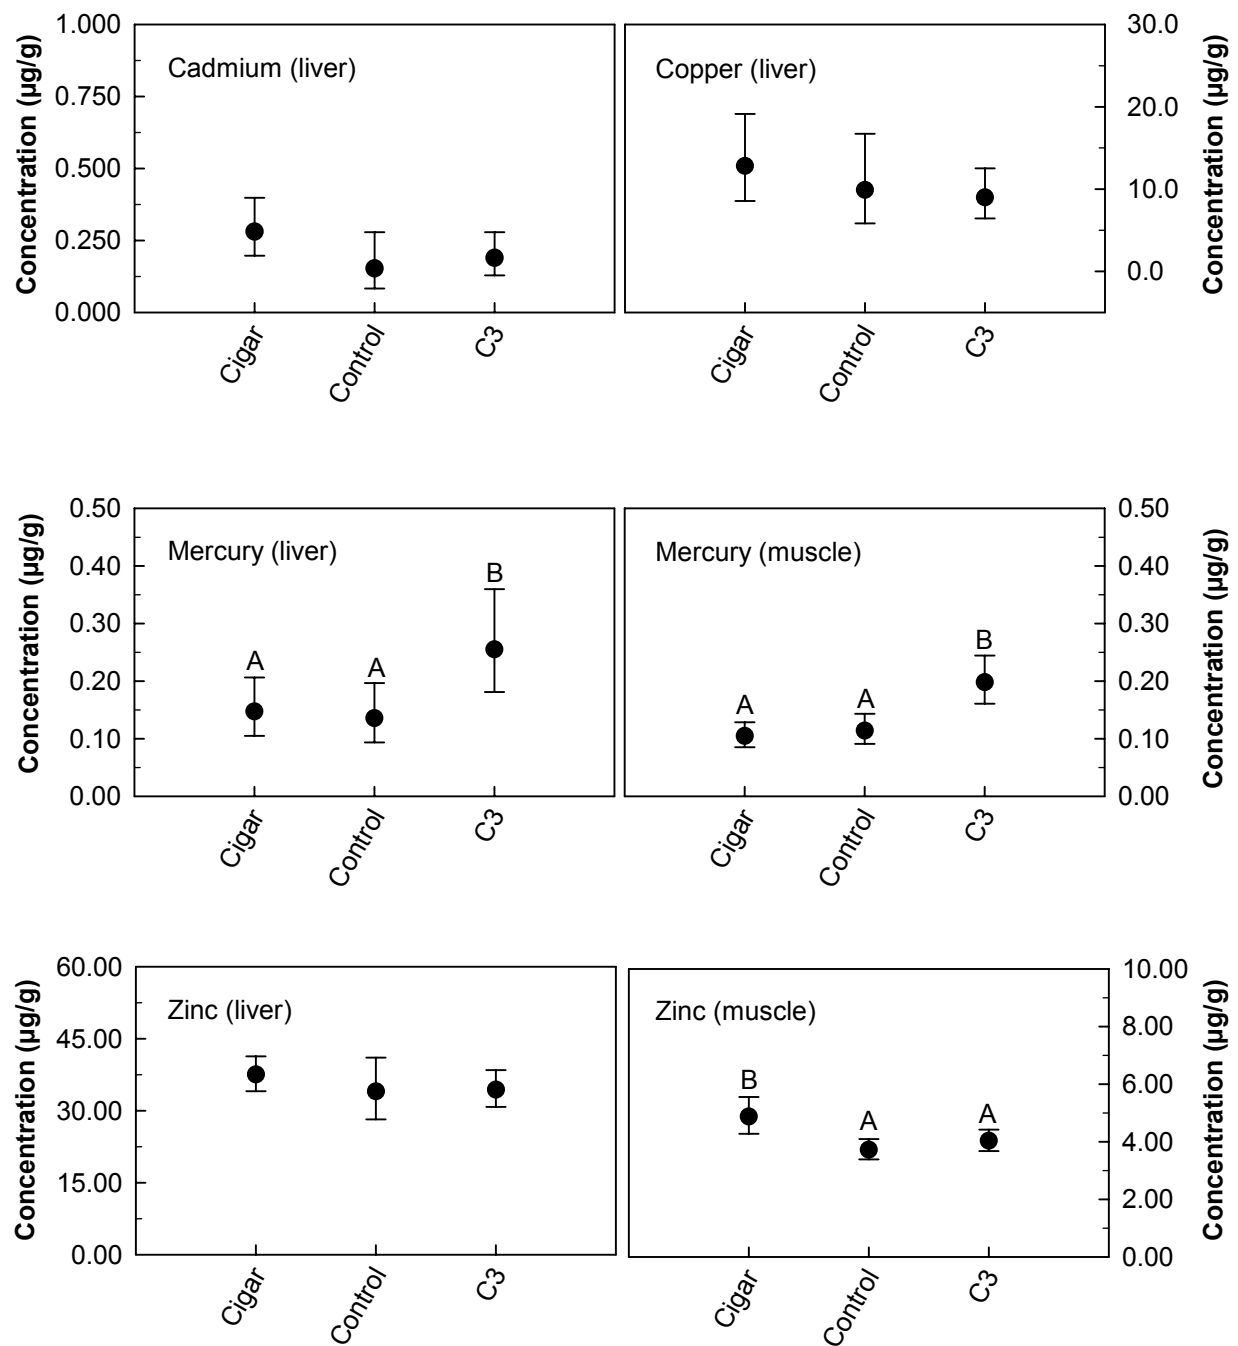 Concentration (µg/g)
1.000
0.750
0.500
0.250
0.000
Cadmium (liver)
Cigar
Control
C3
Copper (liver)
Cigar
Control
C3
30.0
20.0
10.0
0.0
Concentration (µg/g)
Concentration (µg/g)
0.50
0.40
0.30
0.20
0.10
0.00
Mercury (liver)
A
A
B
Cigar
Control
C3
Mercury (muscle)
A
A
B
Cigar
Control
C3
0.50
0.40
0.30
0.20
0.10
0.00
Concentration (µg/g)
Concentration (µg/g)
60.00
45.00
30.00
15.00
0.00
Zinc (liver)
Cigar
Control
C3
Zinc (muscle)
B
A
A
Cigar
Control
C3
10.00
8.00
6.00
4.00
2.00
0.00
Concentration (µg/g)